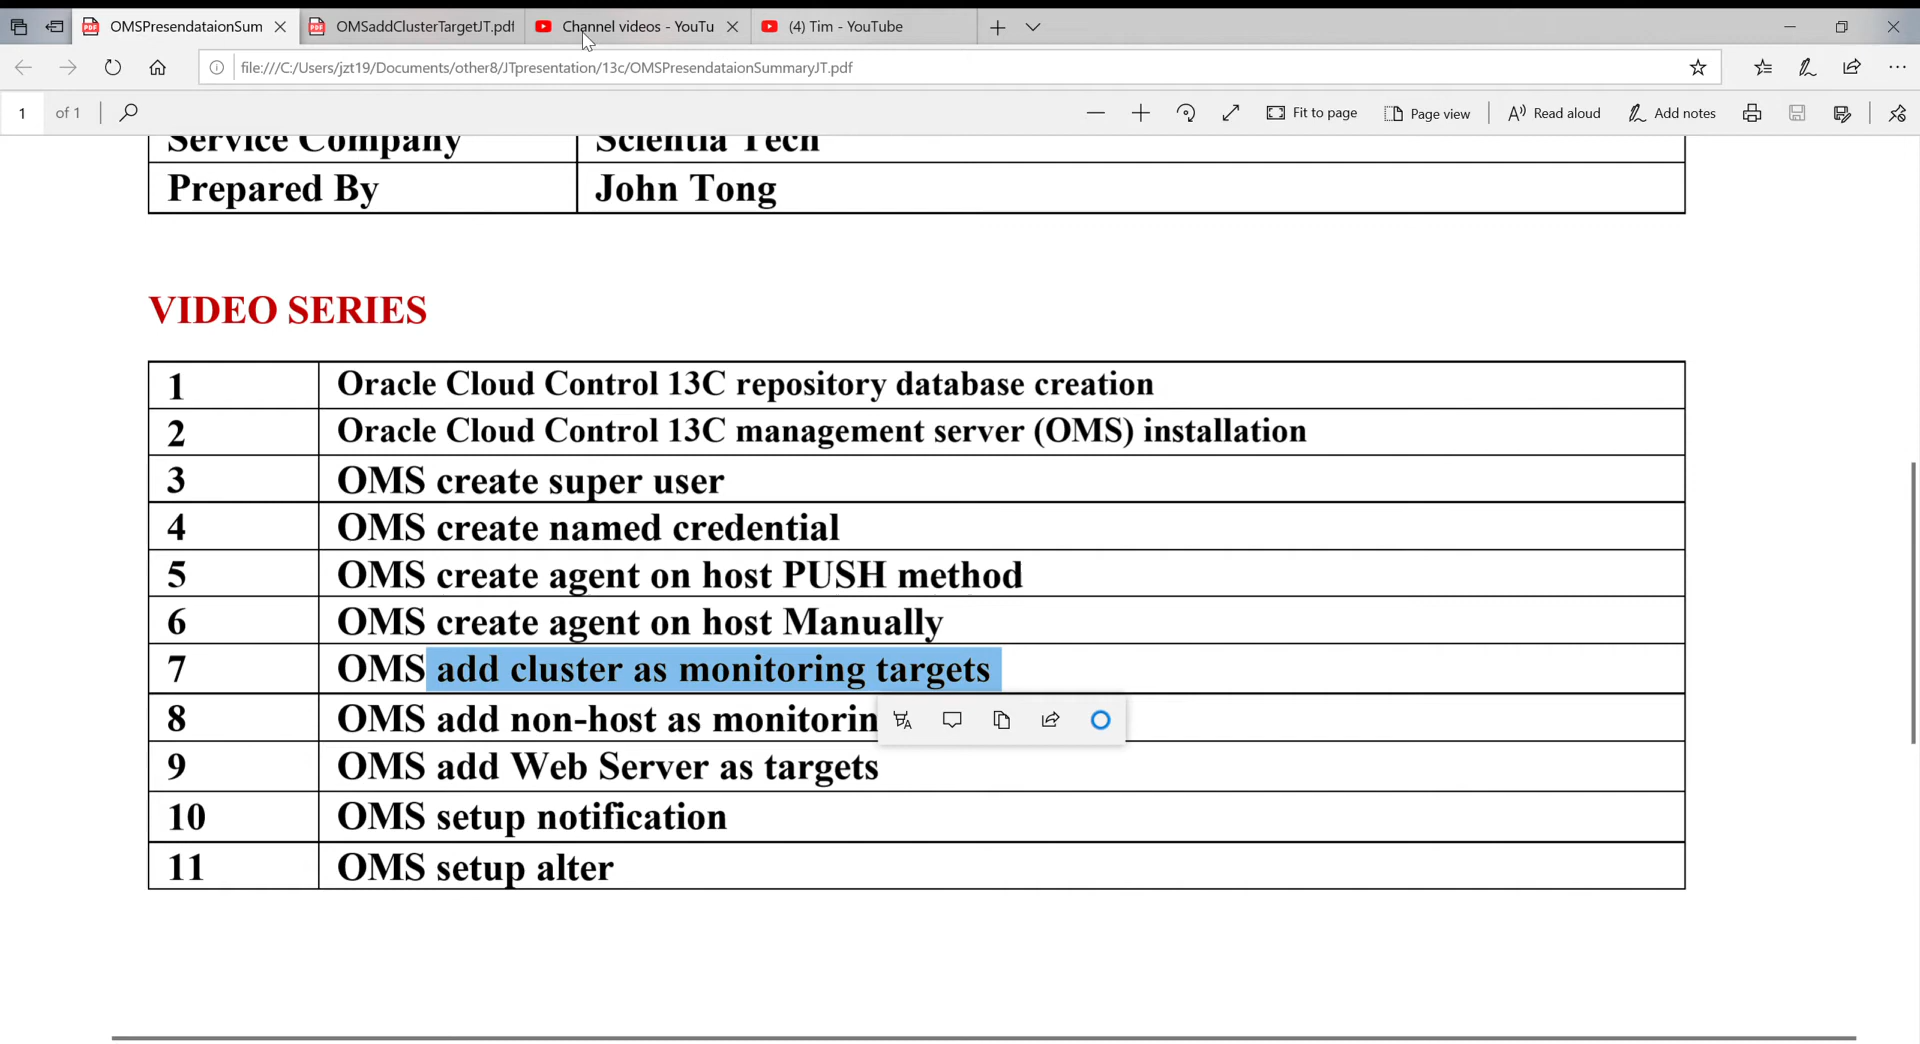 OMSPresendataionSum
OMSaddClusterTargetJT.pdf
Channel videos - YouTu
(4) Tim - YouTube
file:///C:/Users/jzt19/Documents/other8/JTpresentation/13c/OMSPresendataionSummaryJT.pdf
1 of 1
Fit to page
Page view
Read aloud
Add notes
Service Company Scientia Tech
Prepared By John Tong
VIDEO SERIES
1 Oracle Cloud Control 13C repository database creation
2 Oracle Cloud Control 13C management server (OMS) installation
3 OMS create super user
4 OMS create named credential
5 OMS create agent on host PUSH method
6 OMS create agent on host Manually
7 OMS add cluster as monitoring targets
8 OMS add non-host as monitorin
9 OMS add Web Server as targets
10 OMS setup notification
11 OMS setup alter